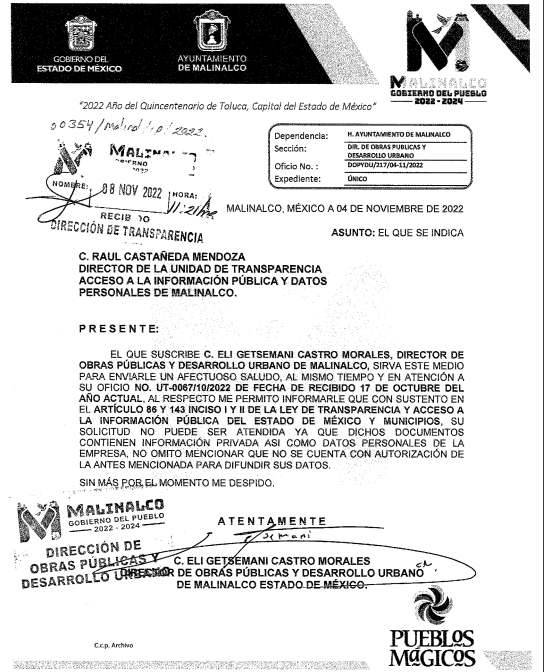 GOBIERNO DEL
ESTADO DE MÉXICO
AYUNTAMIENTO
DE MALINALCO
MALINALCO
GOBIERNO DEL PUEBLO
2022 - 2024
"2022 Año del Quincentenario de Toluca, Capital del Estado de México"
00354/malinal/ip/2022.
Dependencia: H. AYUNTAMIENTO DE MALINALCO
Sección: DIR. DE OBRAS PUBLICAS Y
DESARROLLO URBANO
Oficio No. : DOPYDU/217/04-11/2022
Expediente: ÚNICO
NOMBRE: 08 NOV 2022 HORA:
RECIBIDO
DIRECCIÓN DE TRANSPARENCIA
MALINALCO, MÉXICO A 04 DE NOVIEMBRE DE 2022
ASUNTO: EL QUE SE INDICA
C. RAUL CASTAÑEDA MENDOZA
DIRECTOR DE LA UNIDAD DE TRANSPARENCIA
ACCESO A LA INFORMACIÓN PÚBLICA Y DATOS
PERSONALES DE MALINALCO.
P R E S E N T E:
EL QUE SUSCRIBE C. ELI GETSEMANI CASTRO MORALES, DIRECTOR DE
OBRAS PÚBLICAS Y DESARROLLO URBANO DE MALINALCO, SIRVA ESTE MEDIO
PARA ENVIARLE UN AFECTUOSO SALUDO, AL MISMO TIEMPO Y EN ATENCIÓN A
SU OFICIO NO. UT-0067/10/2022 DE FECHA DE RECIBIDO 17 DE OCTUBRE DEL
AÑO ACTUAL, AL RESPECTO ME PERMITO INFORMARLE QUE CON SUSTENTO EN
EL ARTÍCULO 86 Y 143 INCISO I Y II DE LA LEY DE TRANSPARENCIA Y ACCESO A
LA INFORMACIÓN PÚBLICA DEL ESTADO DE MÉXICO Y MUNICIPIOS, SU
SOLICITUD NO PUEDE SER ATENDIDA YA QUE DICHOS DOCUMENTOS
CONTIENEN INFORMACIÓN PRIVADA ASI COMO DATOS PERSONALES DE LA
EMPRESA, NO OMITO MENCIONAR QUE NO SE CUENTA CON AUTORIZACIÓN DE
LA ANTES MENCIONADA PARA DIFUNDIR SUS DATOS.
SIN MÁS POR EL MOMENTO ME DESPIDO.
MALINALCO
GOBIERNO DEL PUEBLO
2022 - 2024
DIRECCIÓN DE
OBRAS PÚBLICAS Y
DESARROLLO URBANO
A T E N T A M E N T E
C. ELI GETSEMANI CASTRO MORALES
DIRECTOR DE OBRAS PÚBLICAS Y DESARROLLO URBANO
DE MALINALCO ESTADO DE MÉXICO.
C.c.p. Archivo
PUEBLOS
MÁGICOS